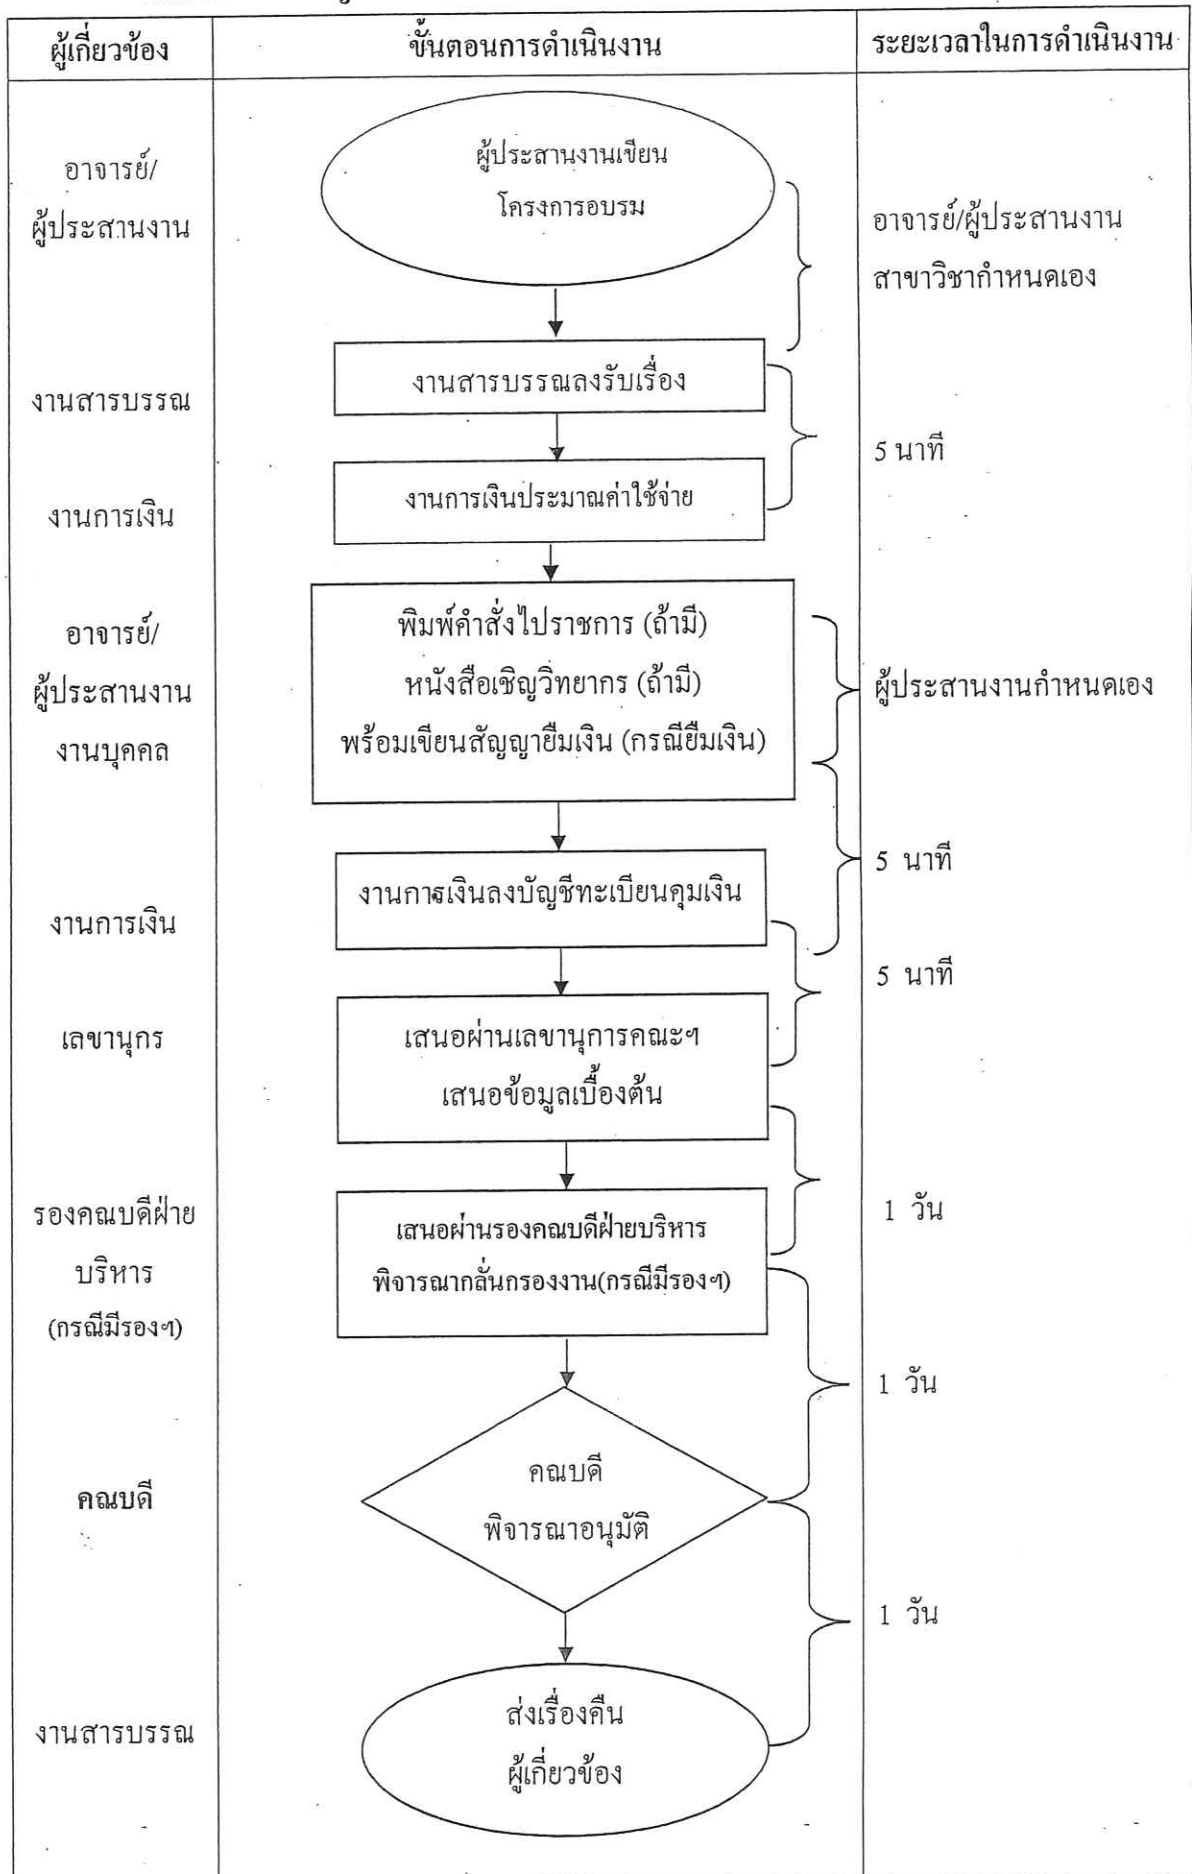 ผู้เกี่ยวข้อง ขั้นตอนการดำเนินงาน ระยะเวลาในการดำเนินงาน
อาจารย์/
ผู้ประสานงาน
ผู้ประสานงานเขียน
โครงการอบรม
อาจารย์/ผู้ประสานงาน
สาขาวิชากำหนดเอง
งานสารบรรณ
งานสารบรรณลงรับเรื่อง
5 นาที
งานการเงิน
งานการเงินประมาณค่าใช้จ่าย
อาจารย์/
ผู้ประสานงาน
งานบุคคล
พิมพ์คำสั่งไปราชการ (ถ้ามี)
หนังสือเชิญวิทยากร (ถ้ามี)
พร้อมเขียนสัญญายืมเงิน (กรณียืมเงิน)
ผู้ประสานงานกำหนดเอง
5 นาที
งานการเงิน
งานการเงินลงบัญชีทะเบียนคุมเงิน
5 นาที
เลขานุกร
เสนอผ่านเลขานุการคณะฯ
เสนอข้อมูลเบื้องต้น
1 วัน
รองคณบดีฝ่าย
บริหาร
(กรณีมีรองฯ)
เสนอผ่านรองคณบดีฝ่ายบริหาร
พิจารณากลั่นกรองงาน(กรณีมีรองฯ)
1 วัน
คณบดี
คณบดี
พิจารณาอนุมัติ
1 วัน
งานสารบรรณ
ส่งเรื่องคืน
ผู้เกี่ยวข้อง